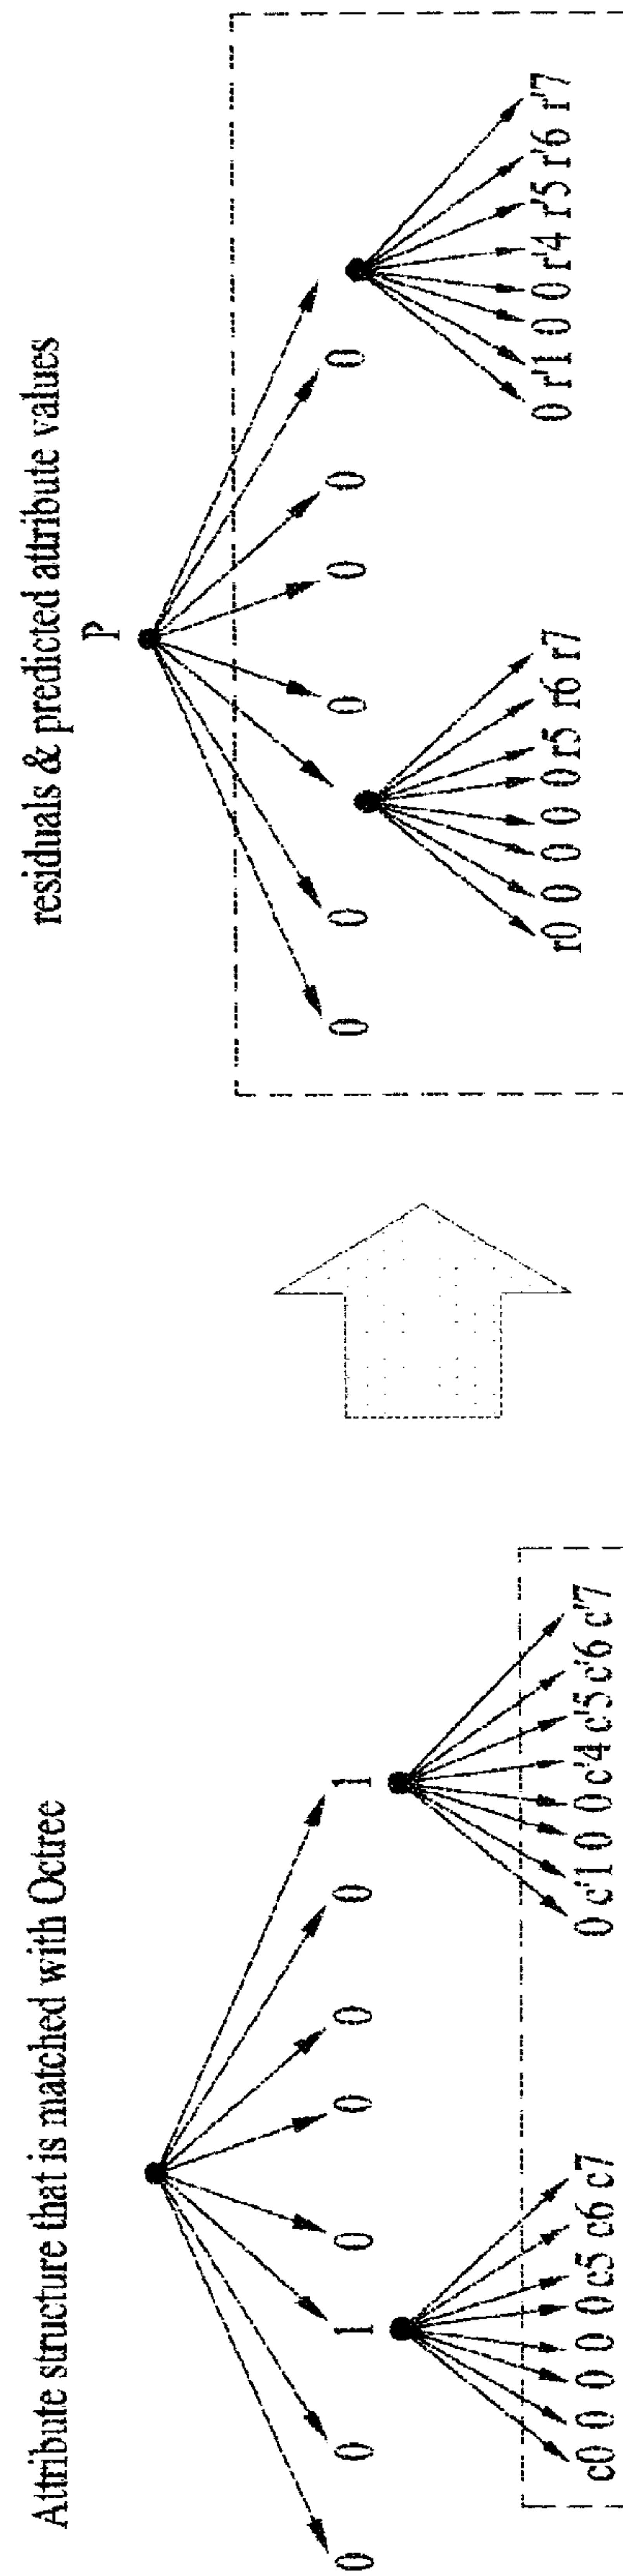 Attribute structure that is matched with Octree
0 0 1 0 0 0 0 1
c0 0 0 0 0 c5 c6 c7
0 c'1 0 0 c'4 c'5 c'6 c'7
residuals & predicted attribute values
P
0 0 0 0 0 0
r0 0 0 0 0 r5 r6 r7
0 r'1 0 0 r'4 r'5 r'6 r'7